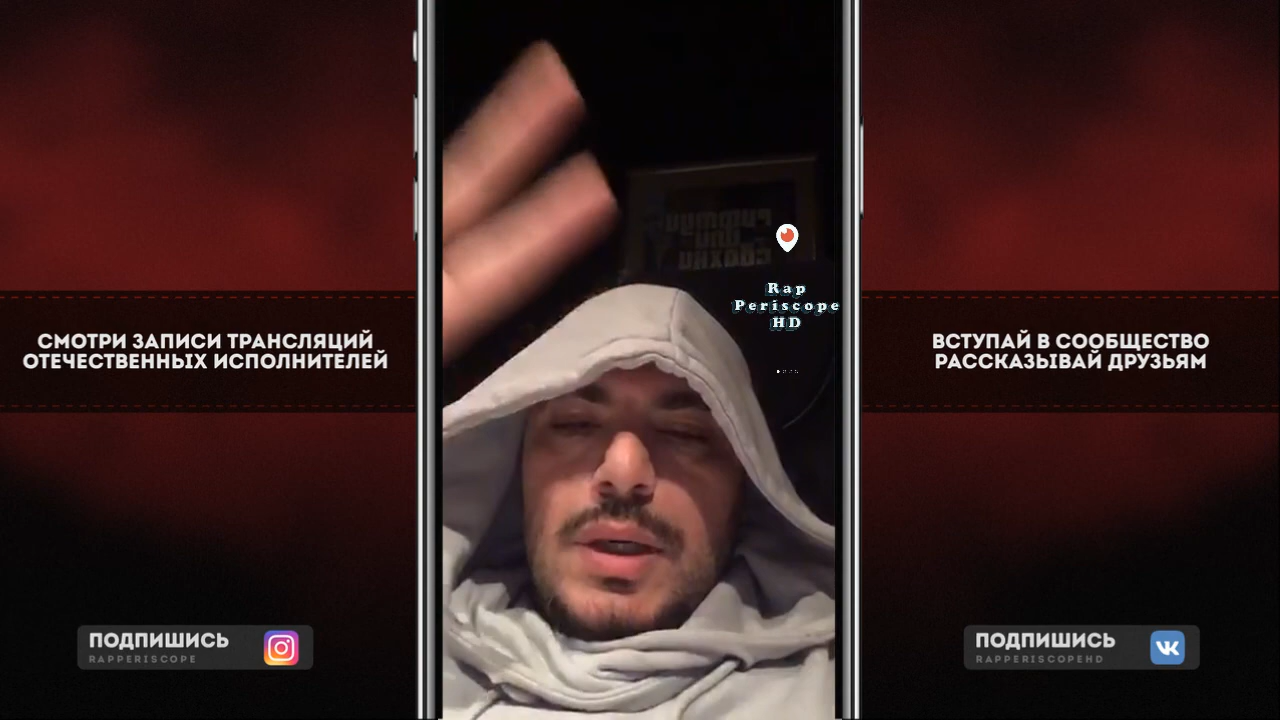 СМОТРИ ЗАПИСИ ТРАНСЛЯЦИЙ
ОТЕЧЕСТВЕННЫХ ИСПОЛНИТЕЛЕЙ
ПОДПИШИСЬ
RAPPERISCOPE
Rap
Periscope
HD
ВСТУПАЙ В СООБЩЕСТВО
РАССКАЗЫВАЙ ДРУЗЬЯМ
ПОДПИШИСЬ
RAPPERISCOPEHD